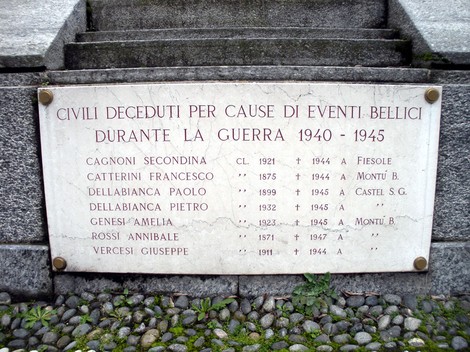 CIVILI DECEDUTI PER CAUSE DI EVENTI BELLICI
DURANTE LA GUERRA 1940 - 1945
CAGNONI SECONDINA CL. 1921 † 1944 A FIESOLE
CATTERINI FRANCESCO ″ 1875 † 1944 A MONTÙ B.
DELLABIANCA PAOLO ″ 1899 † 1945 A CASTEL S. G.
DELLABIANCA PIETRO ″ 1932 † 1945 A ″
GENESI AMELIA ″ 1923 † 1945 A MONTÙ B.
ROSSI ANNIBALE ″ 1871 † 1947 A ″
VERCESI GIUSEPPE ″ 1911 † 1944 A ″